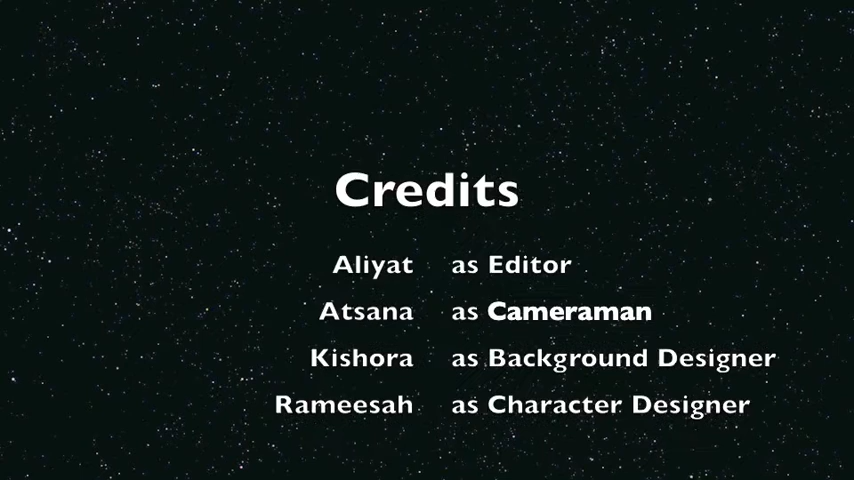 Credits
Aliyat as Editor
Atsana as Cameraman
Kishora as Background Designer
Rameesah as Character Designer